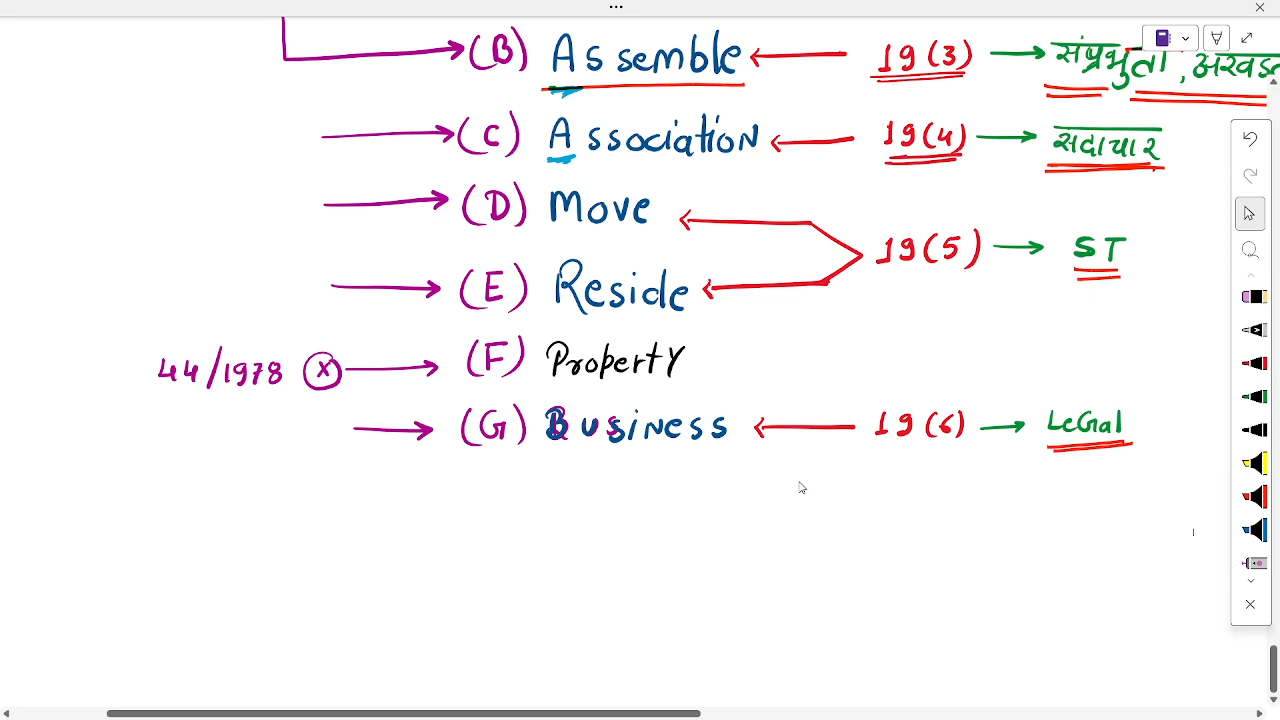 (B) Assemble ← 19(3) → संप्रभुता, अखंड
(C) Association ← 19(4) → सदाचार
(D) Move
19(5) → ST
(E) Reside
44/1978 (X) → (F) Property
→ (G) Business ← 19(6) → LeGal